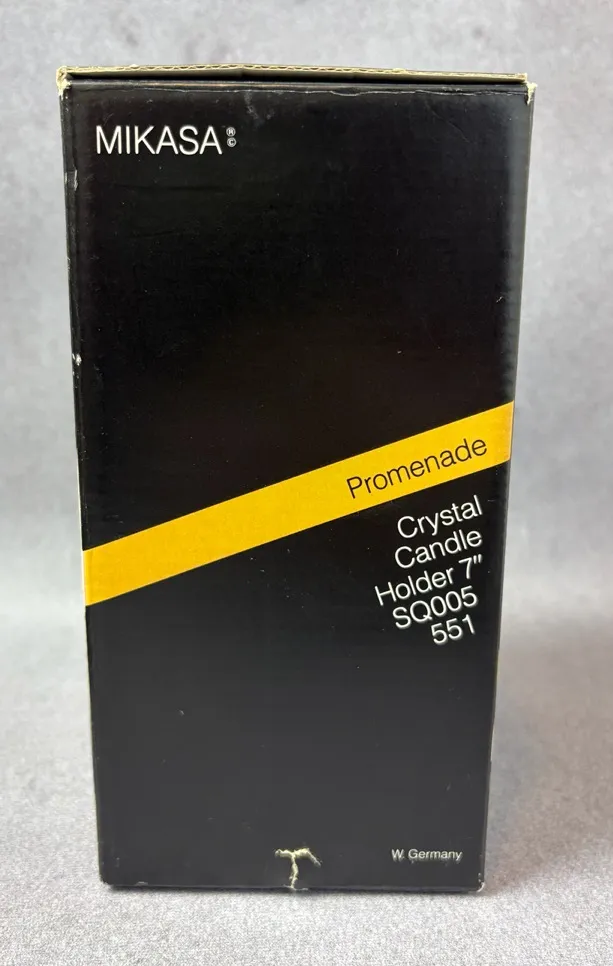 MIKASA®©
Promenade
Crystal
Candle
Holder 7"
SQ005
551
W. Germany